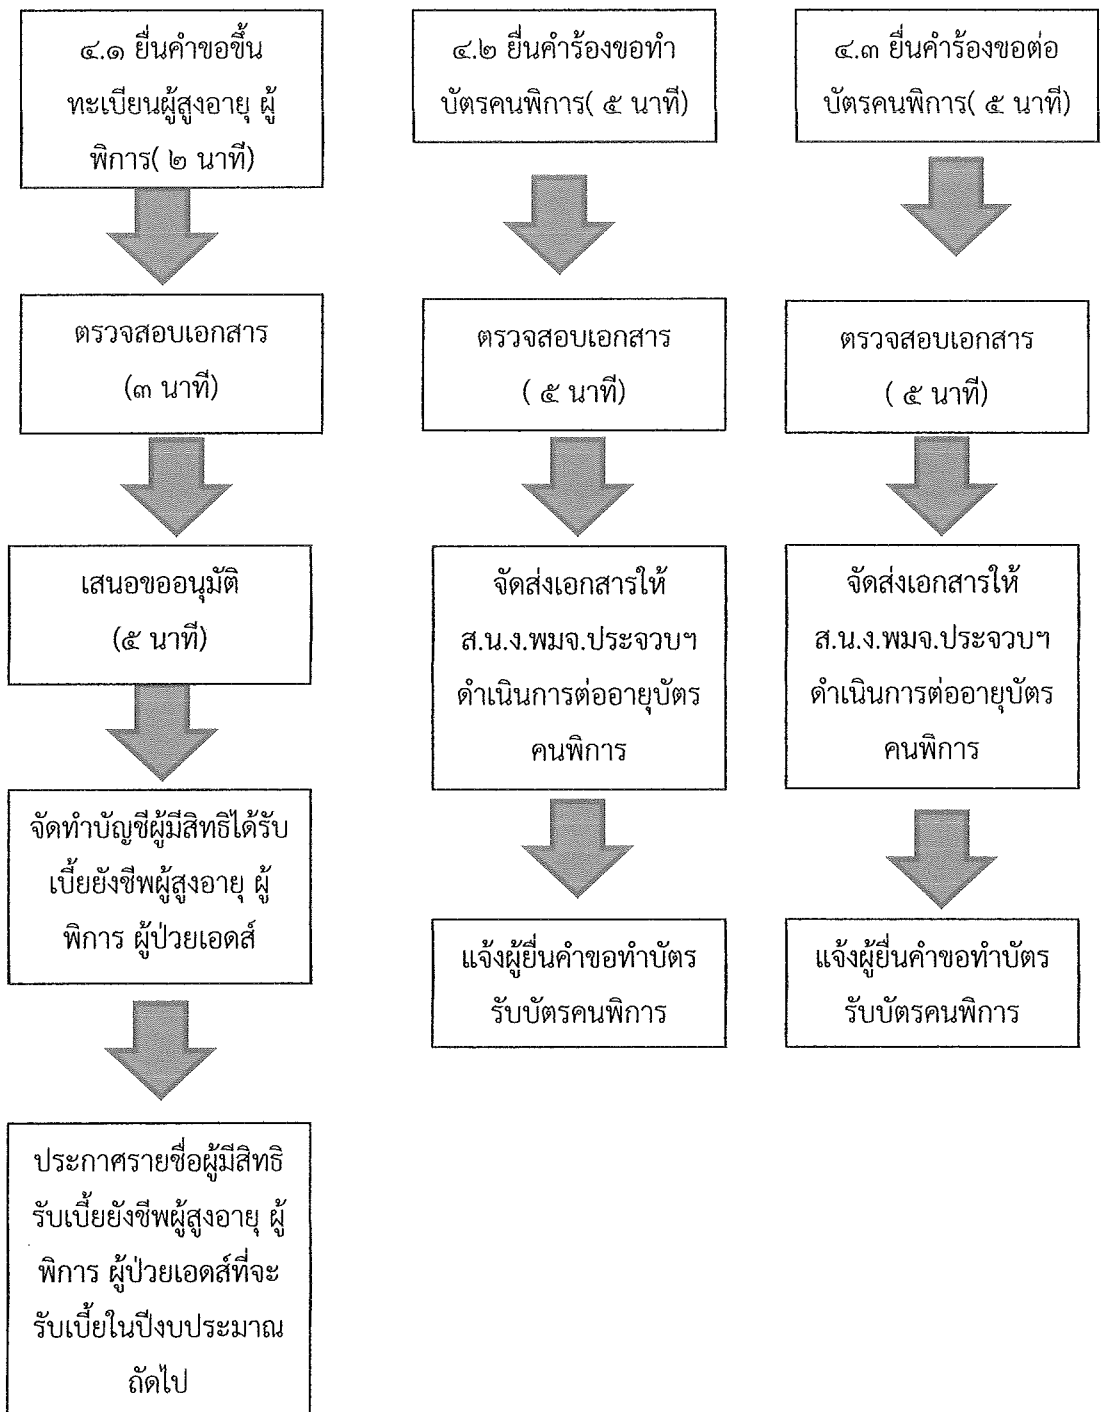 ๔.๑ ยื่นคำขอขึ้น
ทะเบียนผู้สูงอายุ ผู้
พิการ( ๒ นาที)
ตรวจสอบเอกสาร
(๓ นาที)
เสนอขออนุมัติ
(๕ นาที)
จัดทำบัญชีผู้มีสิทธิได้รับ
เบี้ยยังชีพผู้สูงอายุ ผู้
พิการ ผู้ป่วยเอดส์
ประกาศรายชื่อผู้มีสิทธิ
รับเบี้ยยังชีพผู้สูงอายุ ผู้
พิการ ผู้ป่วยเอดส์ที่จะ
รับเบี้ยในปีงบประมาณ
ถัดไป
๔.๒ ยื่นคำร้องขอทำ
บัตรคนพิการ( ๕ นาที)
ตรวจสอบเอกสาร
( ๕ นาที)
จัดส่งเอกสารให้
ส.น.ง.พมจ.ประจวบฯ
ดำเนินการต่ออายุบัตร
คนพิการ
แจ้งผู้ยื่นคำขอทำบัตร
รับบัตรคนพิการ
๔.๓ ยื่นคำร้องขอต่อ
บัตรคนพิการ( ๕ นาที)
ตรวจสอบเอกสาร
( ๕ นาที)
จัดส่งเอกสารให้
ส.น.ง.พมจ.ประจวบฯ
ดำเนินการต่ออายุบัตร
คนพิการ
แจ้งผู้ยื่นคำขอทำบัตร
รับบัตรคนพิการ